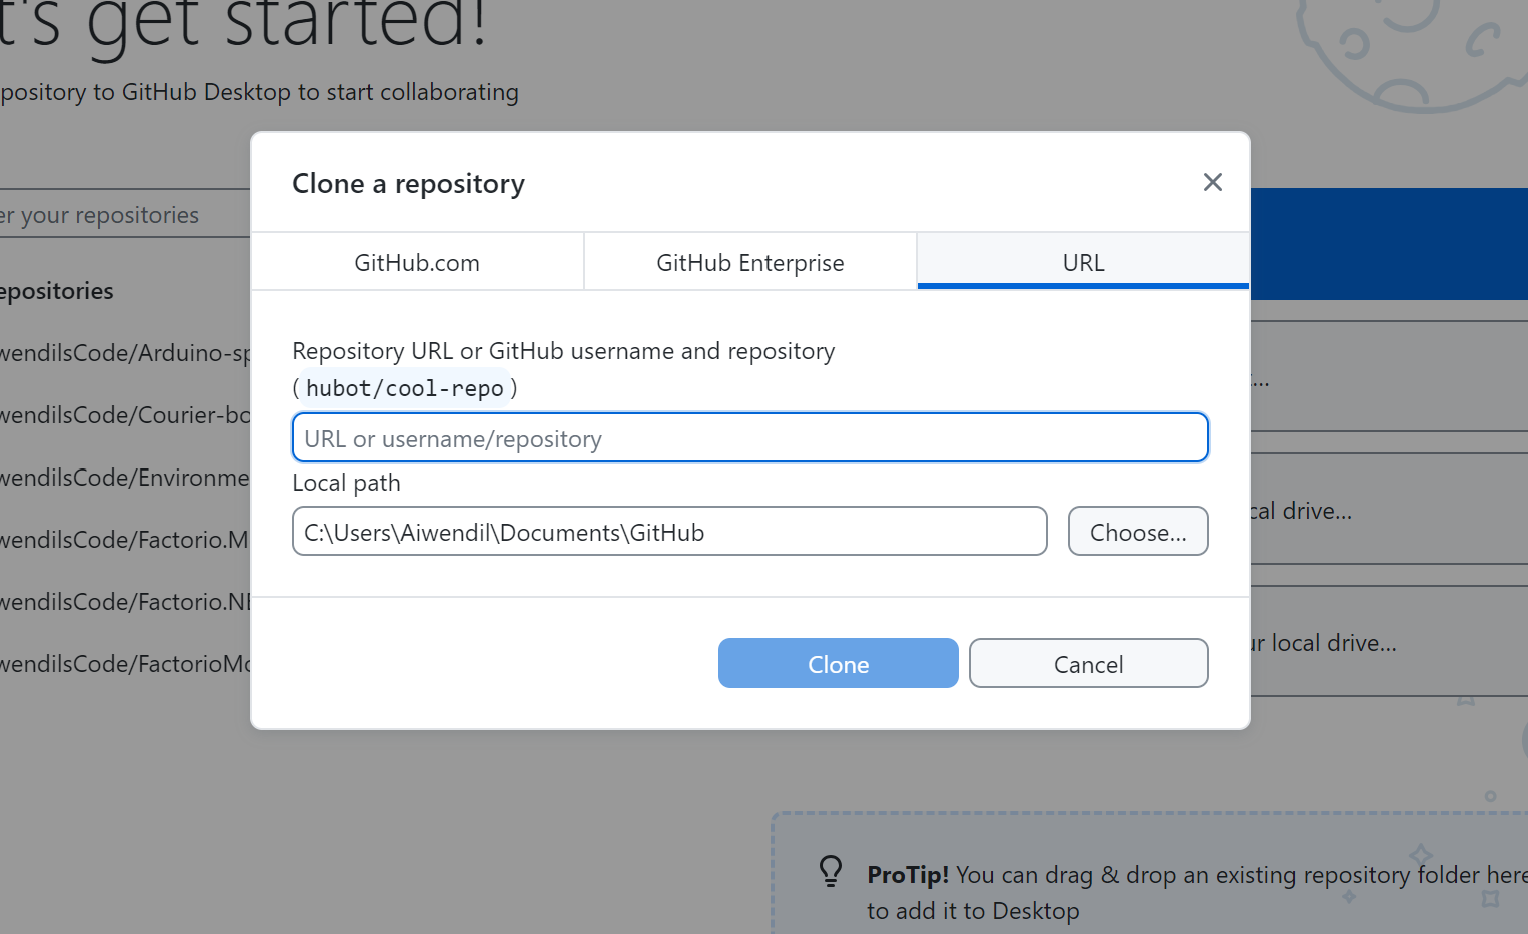 t's get started!
pository to GitHub Desktop to start collaborating
Clone a repository
er your repositories
GitHub.com
GitHub Enterprise
URL
epositories
Repository URL or GitHub username and repository
(hubot/cool-repo)
wendilsCode/Arduino-sp
wendilsCode/Courier-bo
URL or username/repository
wendilsCode/Environme
Local path
cal drive...
wendilsCode/Factorio.M
C:\Users\Aiwendil\Documents\GitHub
Choose...
wendilsCode/Factorio.NE
wendilsCode/FactorioMo
ur local drive...
Clone
Cancel
ProTip! You can drag & drop an existing repository folder here
to add it to Desktop